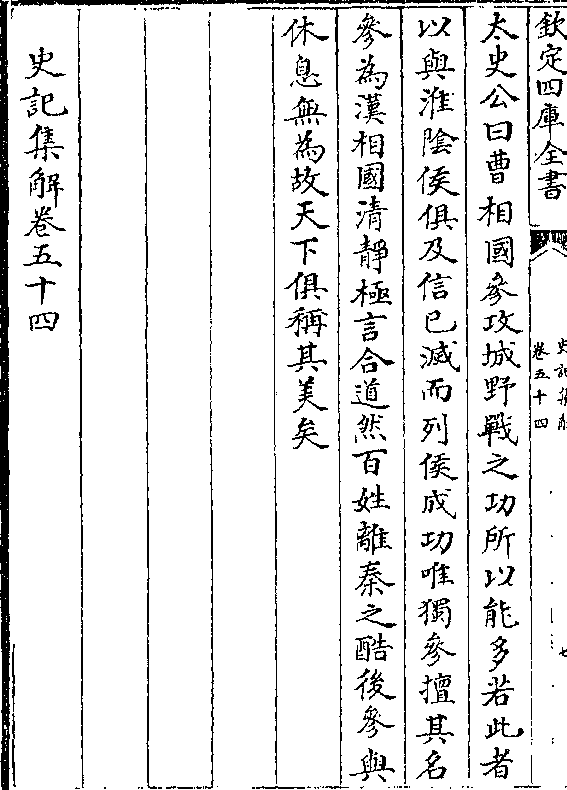 欽定四庫全書
史記集解
卷五十四
七
太史公曰曹相國參攻城野戰之功所以能多若此者
以與淮隂侯俱及信已滅而列侯成功唯獨參擅其名
參為漢相國清靜極言合道然百姓離秦之酷後參與
休息無為故天下俱稱其美矣
史記集解卷五十四